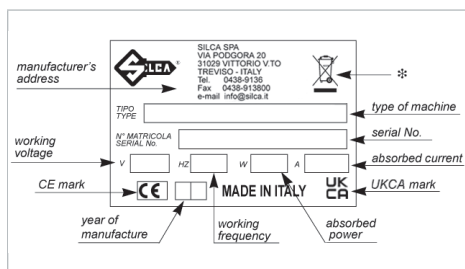 SILCA SPA
VIA PODGORA 20
31029 VITTORIO V.TO
TREVISO - ITALY
Tel. 0438-9136
Fax 0438-913800
e-mail info@silca.it
SILCA®
manufacturer's
address
*
TIPO
TYPE
type of machine
N° MATRICOLA
SERIAL No.
serial No.
working
voltage
V
HZ
W
A
absorbed current
CE mark
CE
MADE IN ITALY
UK
CA
UKCA mark
year of
manufacture
working
frequency
absorbed
power